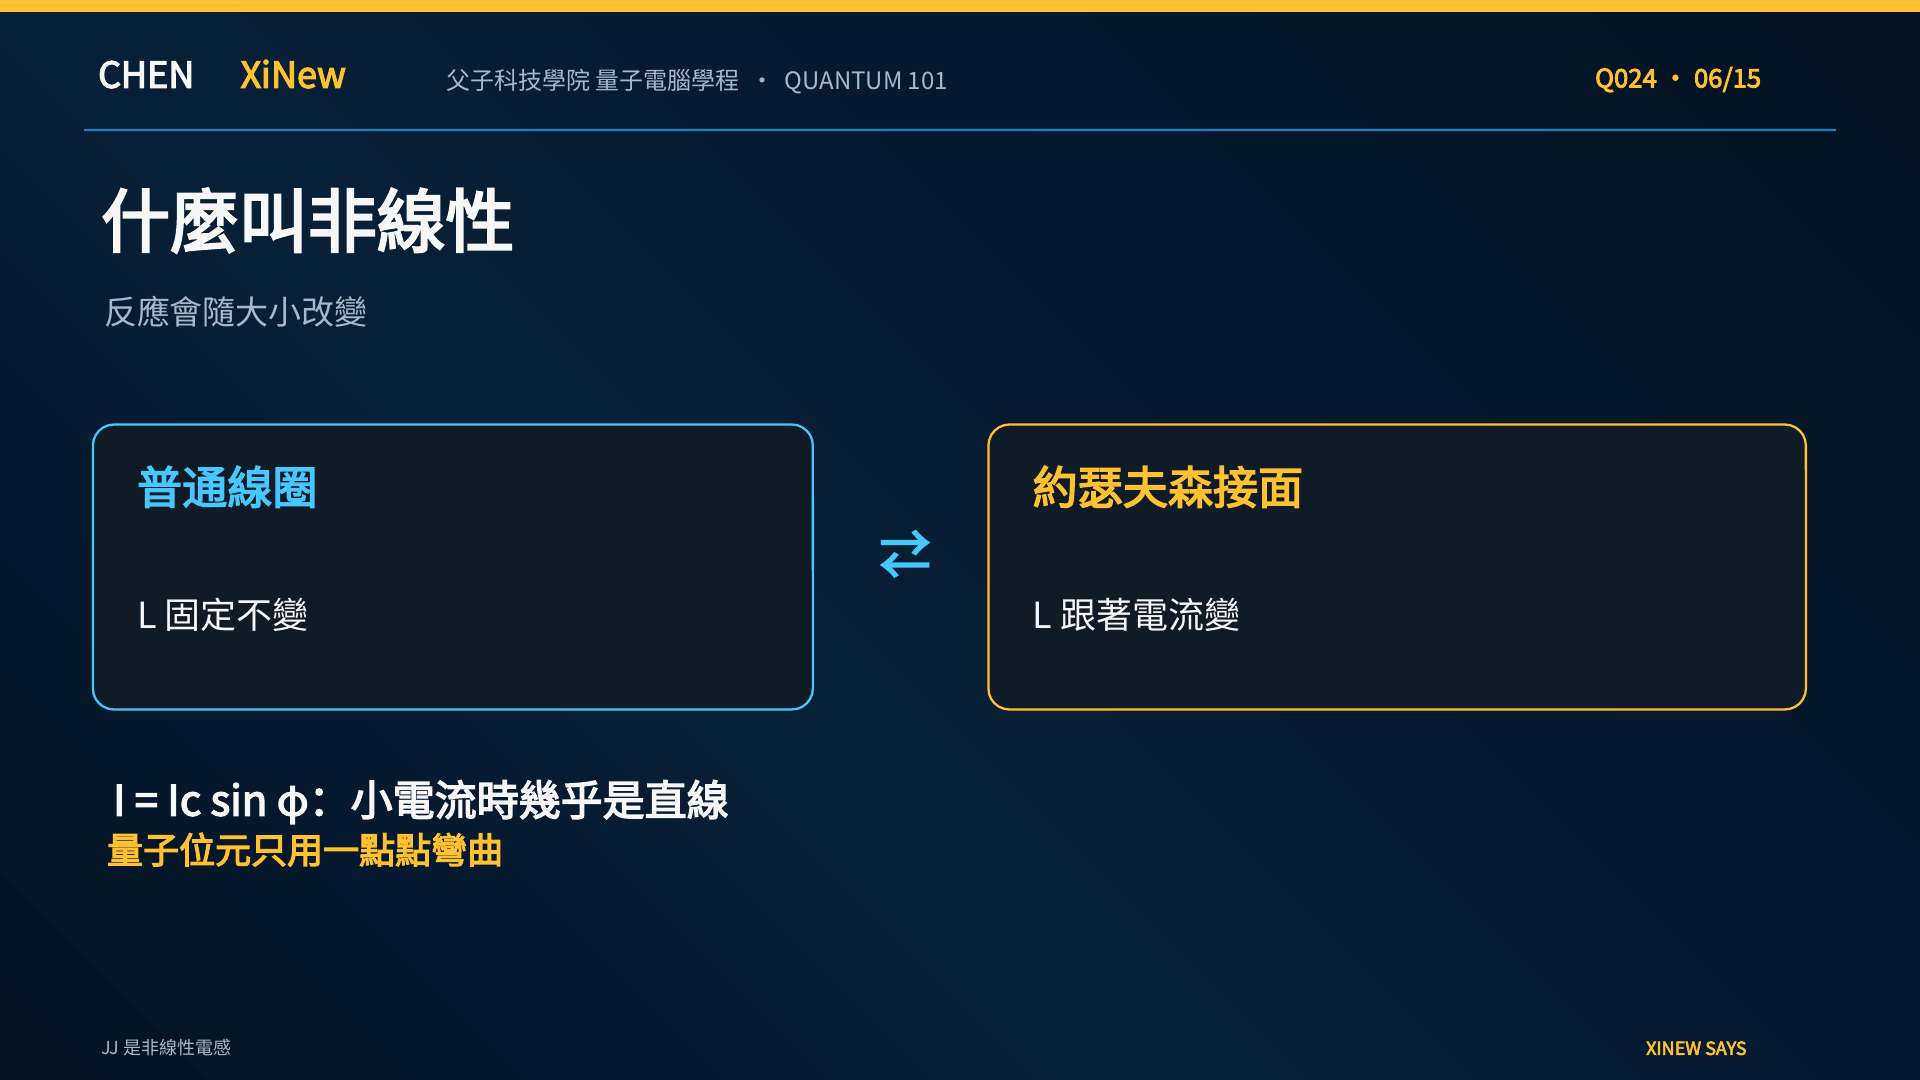 CHEN XiNew 父子科技學院 量子電腦學程 · QUANTUM 101 Q024 · 06/15
什麼叫非線性
反應會隨大小改變
普通線圈
L 固定不變
⇄
約瑟夫森接面
L 跟著電流變
I = Ic sin φ：小電流時幾乎是直線
量子位元只用一點點彎曲
JJ 是非線性電感 XINEW SAYS